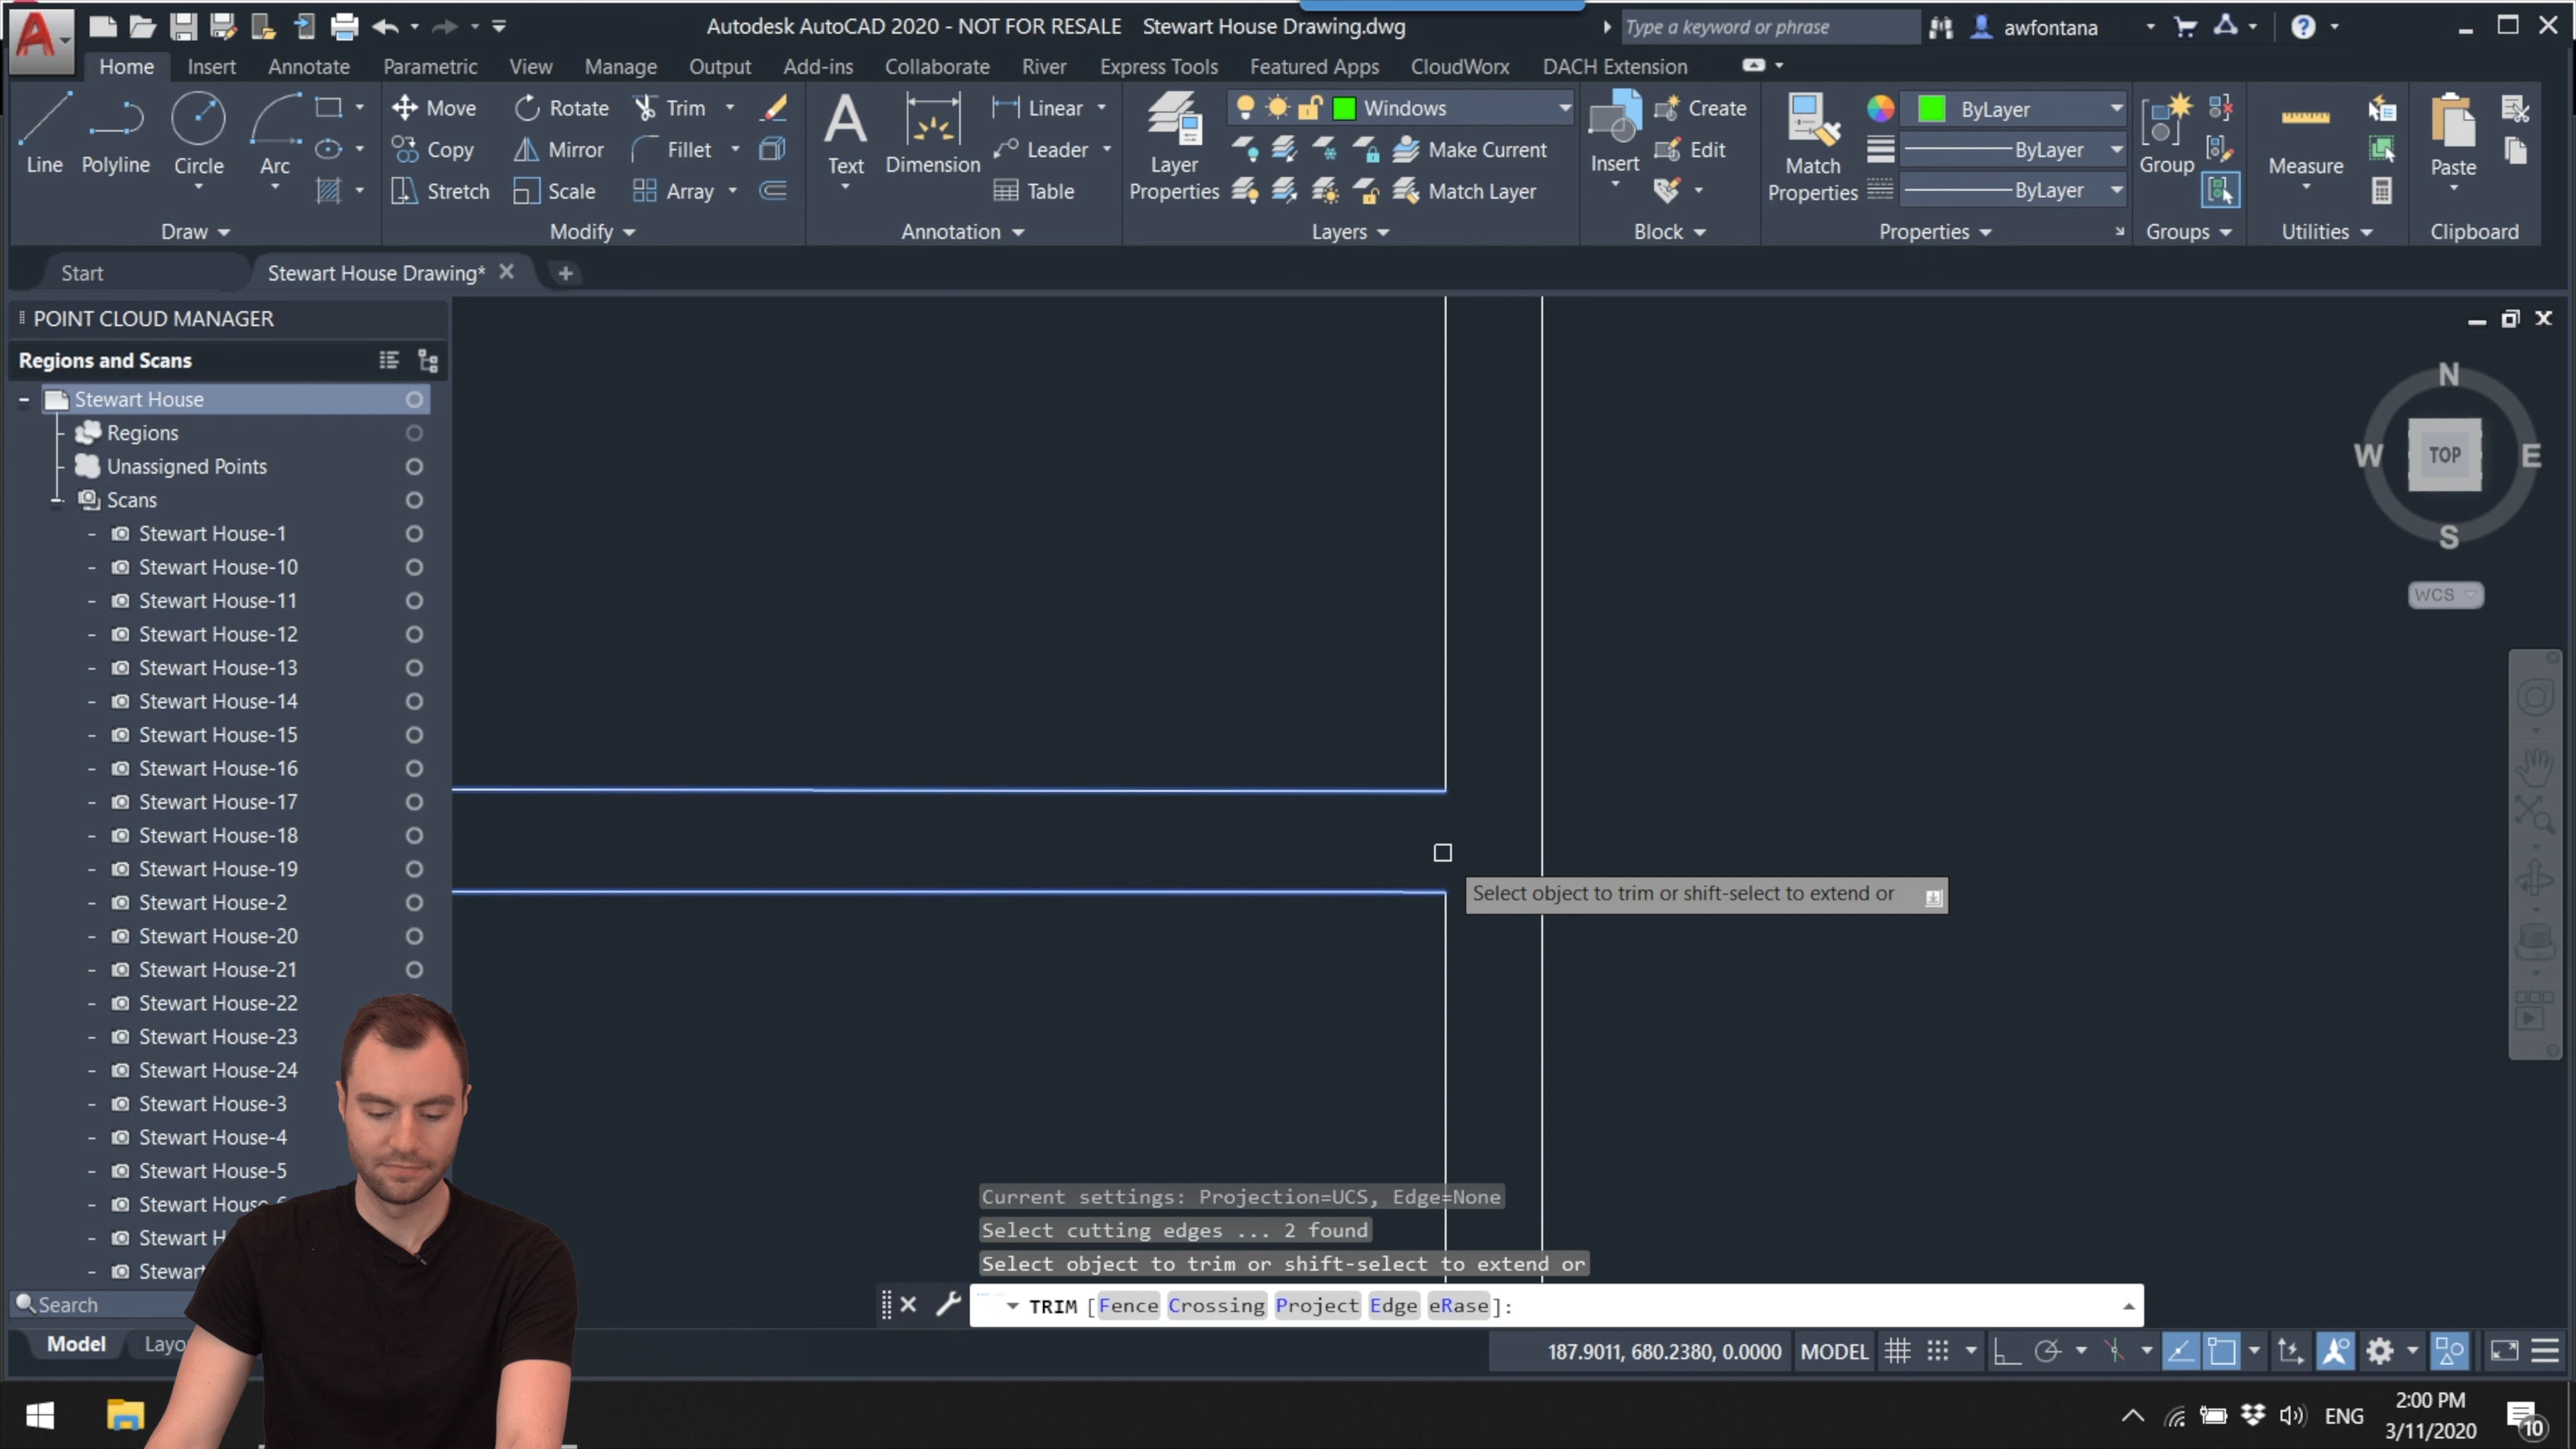 Autodesk AutoCAD 2020 - NOT FOR RESALE Stewart House Drawing.dwg
Type a keyword or phrase
awfontana
Home Insert Annotate Parametric View Manage Output Add-ins Collaborate River Express Tools Featured Apps CloudWorx DACH Extension
Line
Polyline
Circle
Arc
Draw
Move Rotate Trim
Copy Mirror Fillet
Stretch Scale Array
Modify
Text
Dimension
Linear
Leader
Table
Annotation
Layer Properties
Windows
Make Current
Match Layer
Layers
Insert
Create
Edit
Block
Match Properties
ByLayer
ByLayer
ByLayer
Properties
Group
Groups
Measure
Utilities
Paste
Clipboard
Start
Stewart House Drawing*
POINT CLOUD MANAGER
Regions and Scans
Stewart House
Regions
Unassigned Points
Scans
Stewart House-1
Stewart House-10
Stewart House-11
Stewart House-12
Stewart House-13
Stewart House-14
Stewart House-15
Stewart House-16
Stewart House-17
Stewart House-18
Stewart House-19
Stewart House-2
Stewart House-20
Stewart House-21
Stewart House-22
Stewart House-23
Stewart House-24
Stewart House-3
Stewart House-4
Stewart House-5
Stewart House-6
Stewart H
Stewart
Search
N
W TOP E
S
WCS
Select object to trim or shift-select to extend or
Current settings: Projection=UCS, Edge=None
Select cutting edges ... 2 found
Select object to trim or shift-select to extend or
TRIM [Fence Crossing Project Edge eRase]:
Model Layo
187.9011, 680.2380, 0.0000 MODEL
ENG
2:00 PM
3/11/2020
10